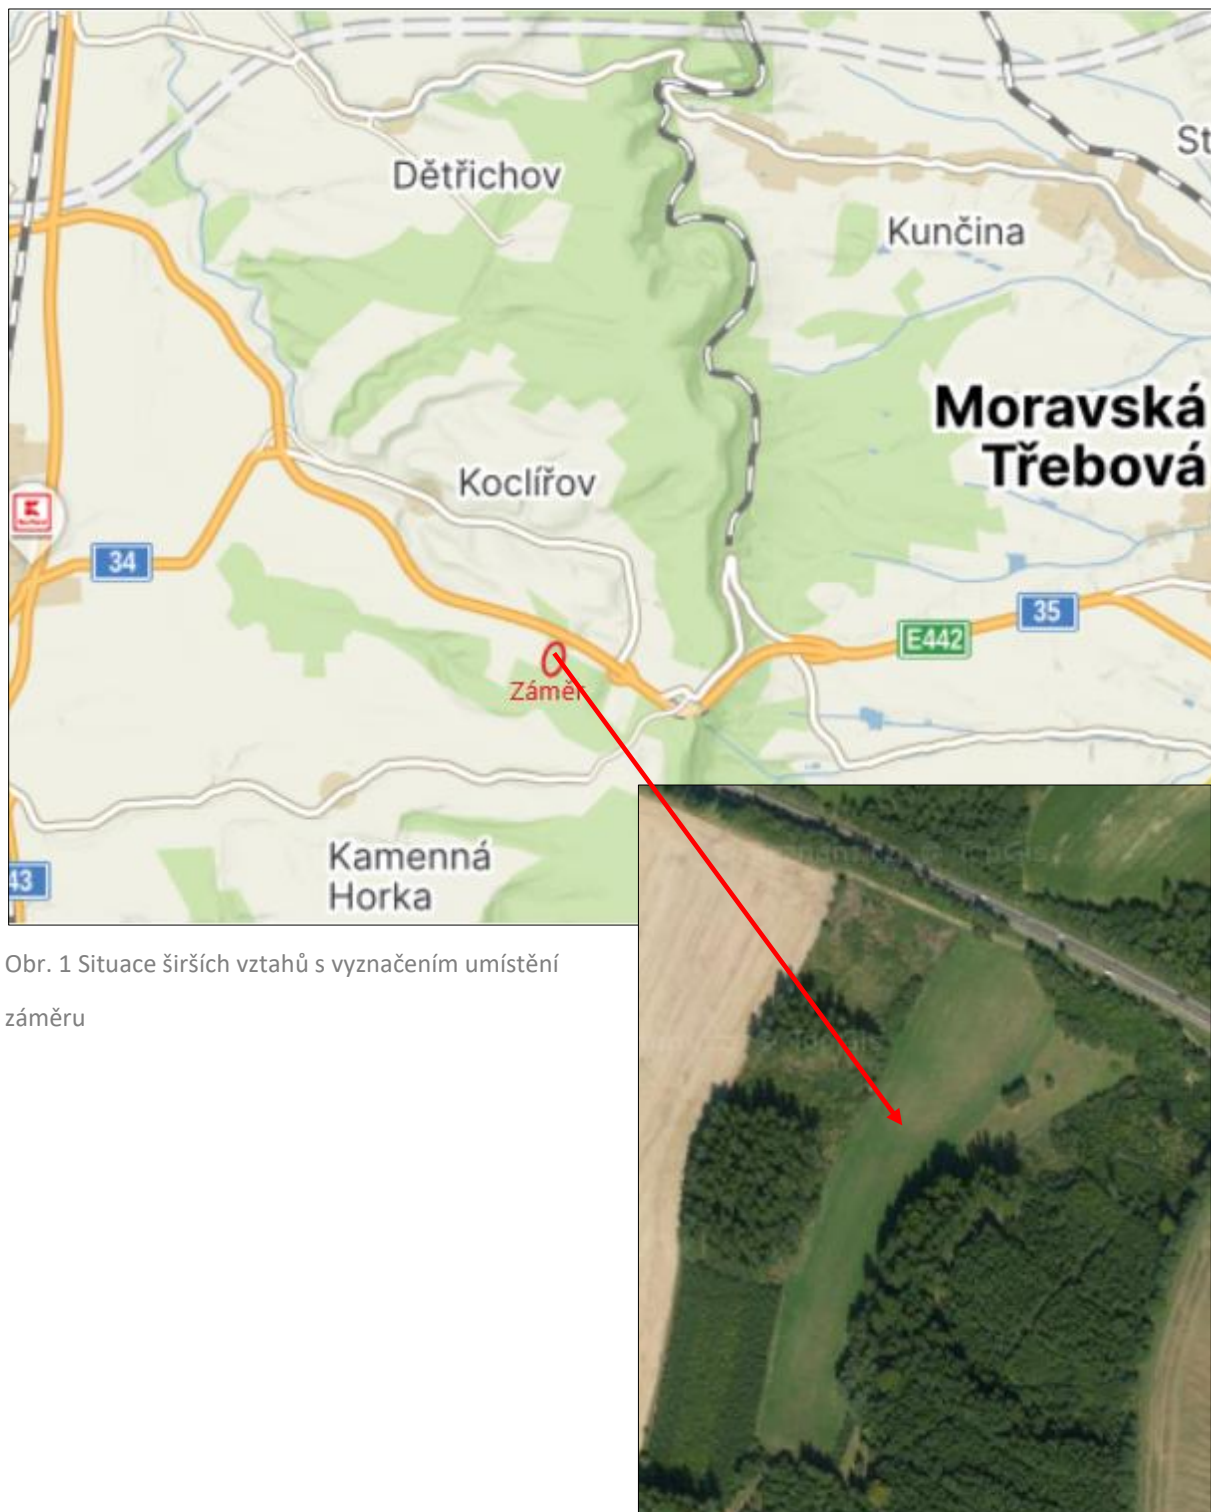 Dětřichov
St
Kunčina
Moravská
Třebová
Koclířov
34
35
E442
Záměr
Kamenná
Horka
43
Obr. 1 Situace širších vztahů s vyznačením umístění
záměru